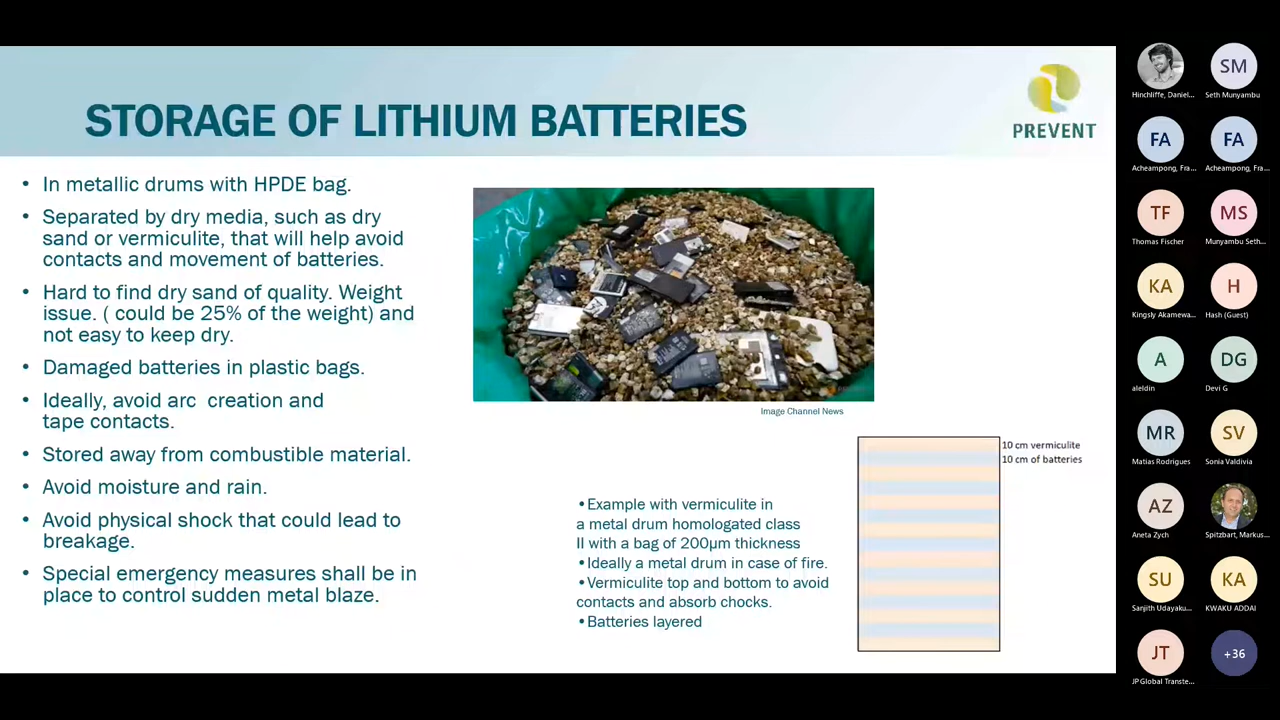 STORAGE OF LITHIUM BATTERIES
PREVENT
• In metallic drums with HPDE bag.
• Separated by dry media, such as dry
sand or vermiculite, that will help avoid
contacts and movement of batteries.
• Hard to find dry sand of quality. Weight
issue. ( could be 25% of the weight) and
not easy to keep dry.
• Damaged batteries in plastic bags.
• Ideally, avoid arc creation and
tape contacts.
• Stored away from combustible material.
• Avoid moisture and rain.
• Avoid physical shock that could lead to
breakage.
• Special emergency measures shall be in
place to control sudden metal blaze.
Image Channel News
•Example with vermiculite in
a metal drum homologated class
II with a bag of 200µm thickness
•Ideally a metal drum in case of fire.
•Vermiculite top and bottom to avoid
contacts and absorb chocks.
•Batteries layered
10 cm vermiculite
10 cm of batteries
Hinchliffe, Daniel...
SM
Seth Munyambu
FA
Acheampong, Fra...
FA
Acheampong, Fra...
TF
Thomas Fischer
MS
Munyambu Seth...
KA
Kingsly Akamewa...
H
Hash (Guest)
A
aleldin
DG
Devi G
MR
Matias Rodrigues
SV
Sonia Valdivia
AZ
Aneta Zych
Spitzbart, Markus...
SU
Sanjith Udayaku...
KA
KWAKU ADDAI
JT
JP Global Transte...
+36